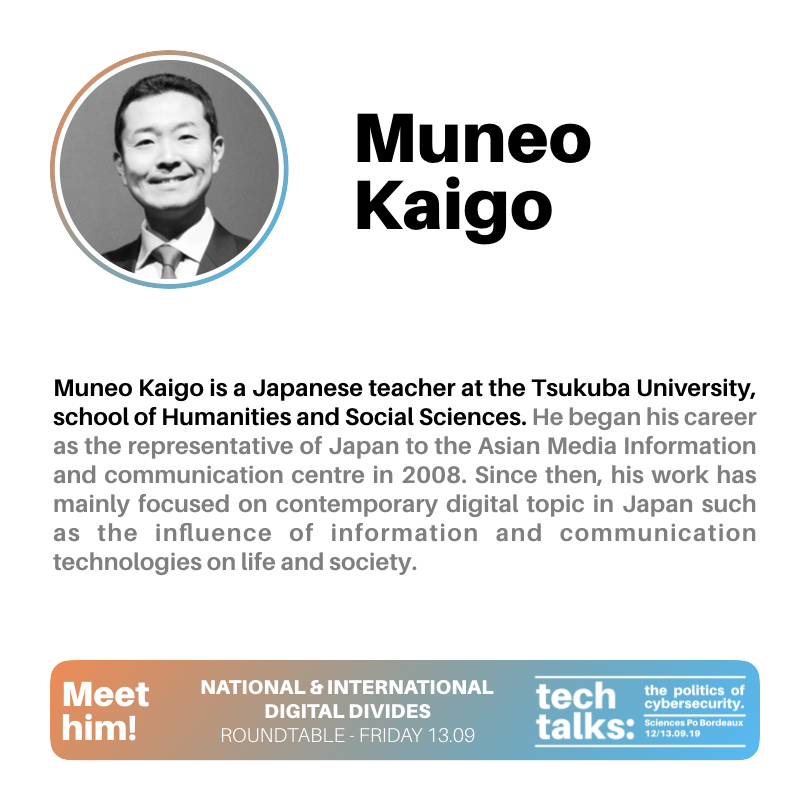 Muneo
Kaigo
Muneo Kaigo is a Japanese teacher at the Tsukuba University,
school of Humanities and Social Sciences. He began his career
as the representative of Japan to the Asian Media Information
and communication centre in 2008. Since then, his work has
mainly focused on contemporary digital topic in Japan such
as the influence of information and communication
technologies on life and society.
Meet
him!
NATIONAL & INTERNATIONAL
DIGITAL DIVIDES
ROUNDTABLE - FRIDAY 13.09
tech
talks:
the politics of
cybersecurity.
Sciences Po Bordeaux
12/13.09.19